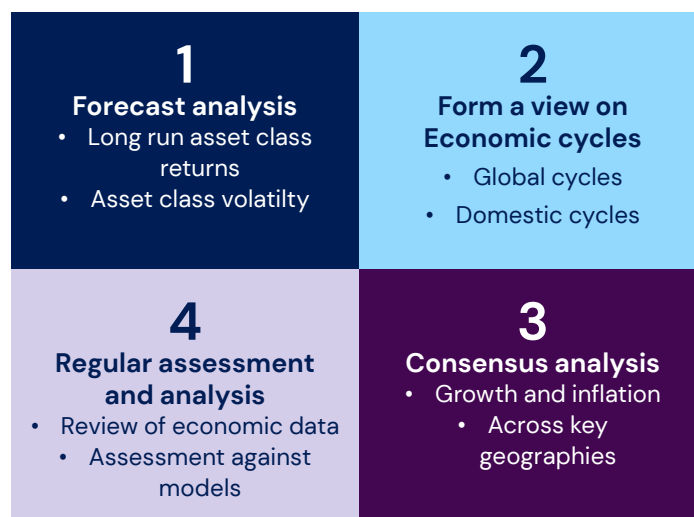 1
Forecast analysis
• Long run asset class
returns
• Asset class volatilty
2
Form a view on
Economic cycles
• Global cycles
• Domestic cycles
4
Regular assessment
and analysis
• Review of economic data
• Assessment against
models
3
Consensus analysis
• Growth and inflation
• Across key
geographies